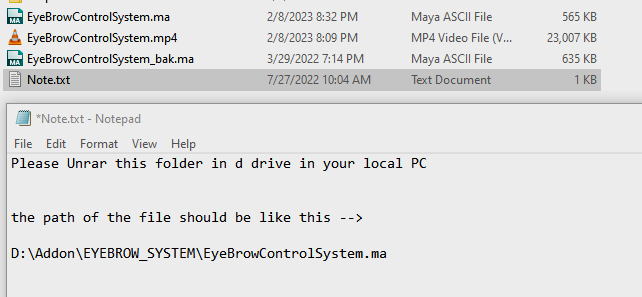 EyeBrowControlSystem.ma 2/8/2023 8:32 PM Maya ASCII File 565 KB
EyeBrowControlSystem.mp4 2/8/2023 8:09 PM MP4 Video File (V... 23,007 KB
EyeBrowControlSystem_bak.ma 3/29/2022 7:14 PM Maya ASCII File 635 KB
Note.txt 7/27/2022 10:04 AM Text Document 1 KB
*Note.txt - Notepad
File Edit Format View Help
Please Unrar this folder in d drive in your local PC
the path of the file should be like this -->
D:\Addon\EYEBROW_SYSTEM\EyeBrowControlSystem.ma